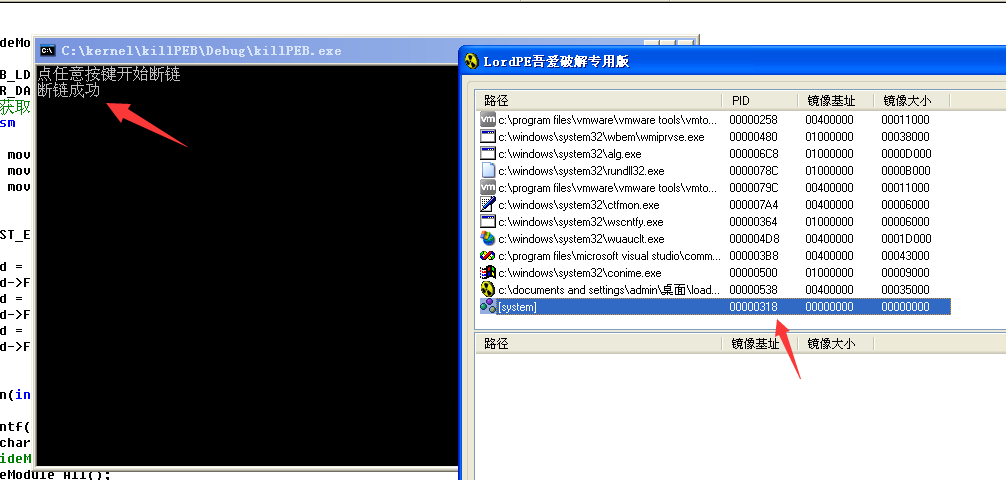 deMo
C:\kernel\killPEB\Debug\killPEB.exe
点任意按键开始断链
断链成功
B_LD
R_DA
获取
sm
mov
mov
mov
ST_E
d =
d->F
d =
d->F
d =
d->F
n(in
ntf(
char
ideM
eModule_All();
LordPE吾爱破解专用版
路径 PID 镜像基址 镜像大小
c:\program files\vmware\vmware tools\vmto... 00000258 00400000 00011000
c:\windows\system32\wbem\wmiprvse.exe 00000480 01000000 00038000
c:\windows\system32\alg.exe 000006C8 01000000 0000D000
c:\windows\system32\rundll32.exe 0000078C 01000000 0000B000
c:\program files\vmware\vmware tools\vmto... 0000079C 00400000 00011000
c:\windows\system32\ctfmon.exe 000007A4 00400000 00006000
c:\windows\system32\wscntfy.exe 00000364 01000000 00006000
c:\windows\system32\wuauclt.exe 000004D8 00400000 0001D000
c:\program files\microsoft visual studio\comm... 000003B8 00400000 00043000
c:\windows\system32\conime.exe 00000500 01000000 00009000
c:\documents and settings\admin\桌面\load... 00000538 00400000 00035000
[system] 00000318 00000000 00000000
路径 镜像基址 镜像大小